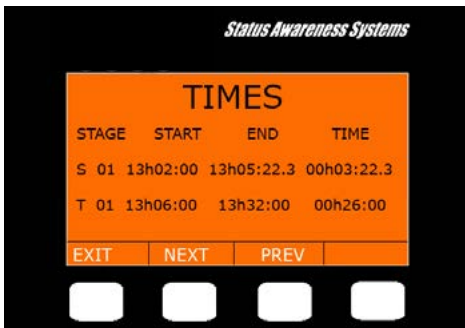 Status Awareness Systems
TIMES
STAGE START END TIME
S 01 13h02:00 13h05:22.3 00h03:22.3
T 01 13h06:00 13h32:00 00h26:00
EXIT NEXT PREV